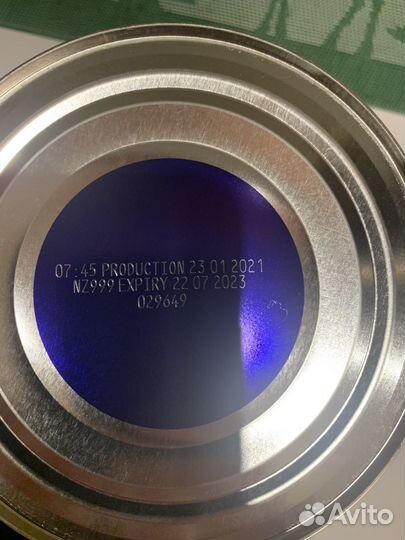 07:45 PRODUCTION 23 01 2021
NZ999 EXPIRY 22 07 2023
029649
Avito